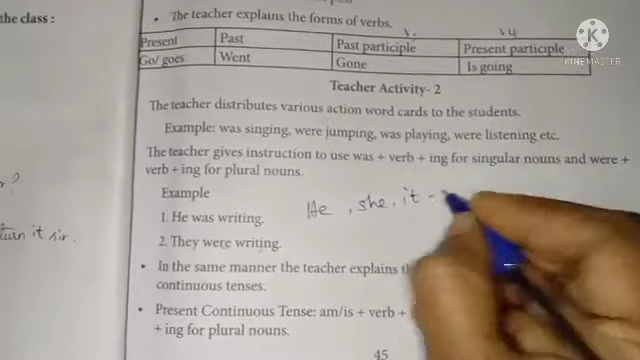 the class :
• The teacher explains the forms of verbs.
Present Past Past participle Present participle
Go/ goes Went Gone Is going
Teacher Activity- 2
The teacher distributes various action word cards to the students.
Example: was singing, were jumping, was playing, were listening etc.
The teacher gives instruction to use was + verb + ing for singular nouns and were +
verb + ing for plural nouns.
Example
1. He was writing.
He , she, it -
2. They were writing.
turn it sir.
• In the same manner the teacher explains
continuous tenses.
• Present Continuous Tense: am/is + verb +
+ing for plural nouns.
45
K
KINEMASTER